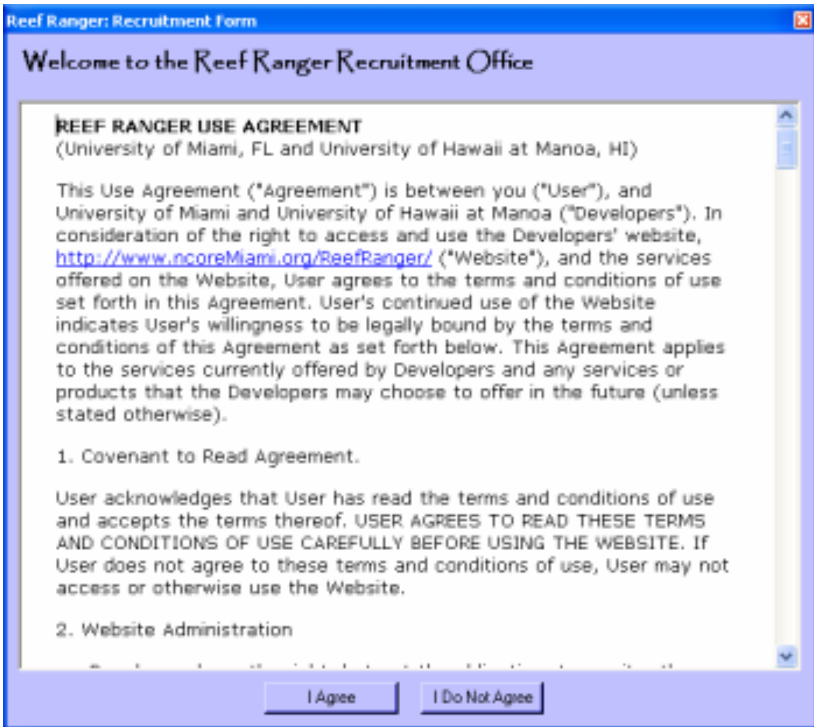 Reef Ranger: Recruitment Form
Welcome to the Reef Ranger Recruitment Office
REEF RANGER USE AGREEMENT
(University of Miami, FL and University of Hawaii at Manoa, HI)
This Use Agreement ("Agreement") is between you ("User"), and
University of Miami and University of Hawaii at Manoa ("Developers"). In
consideration of the right to access and use the Developers' website,
http://www.ncoreMiami.org/ReefRanger/ ("Website"), and the services
offered on the Website, User agrees to the terms and conditions of use
set forth in this Agreement. User's continued use of the Website
indicates User's willingness to be legally bound by the terms and
conditions of this Agreement as set forth below. This Agreement applies
to the services currently offered by Developers and any services or
products that the Developers may choose to offer in the future (unless
stated otherwise).
1. Covenant to Read Agreement.
User acknowledges that User has read the terms and conditions of use
and accepts the terms thereof. USER AGREES TO READ THESE TERMS
AND CONDITIONS OF USE CAREFULLY BEFORE USING THE WEBSITE. If
User does not agree to these terms and conditions of use, User may not
access or otherwise use the Website.
2. Website Administration
I Agree
I Do Not Agree